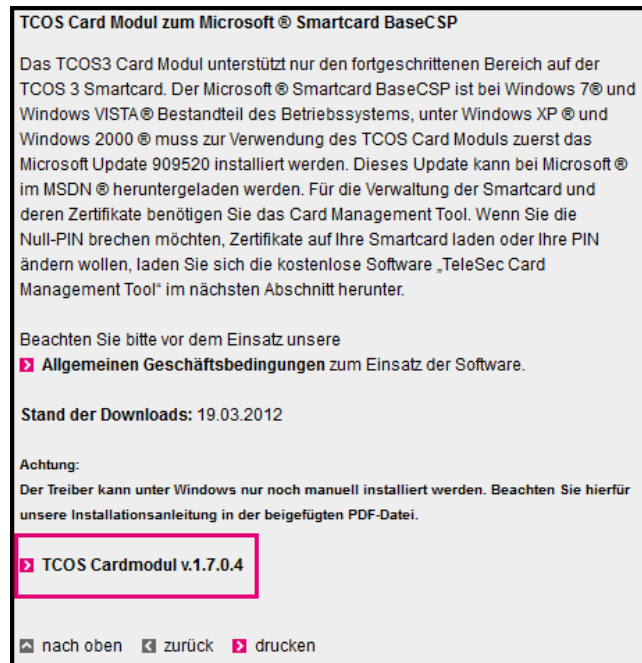 TCOS Card Modul zum Microsoft ® Smartcard BaseCSP
Das TCOS3 Card Modul unterstützt nur den fortgeschrittenen Bereich auf der
TCOS 3 Smartcard. Der Microsoft ® Smartcard BaseCSP ist bei Windows 7® und
Windows VISTA® Bestandteil des Betriebssystems, unter Windows XP ® und
Windows 2000 ® muss zur Verwendung des TCOS Card Moduls zuerst das
Microsoft Update 909520 installiert werden. Dieses Update kann bei Microsoft ®
im MSDN ® heruntergeladen werden. Für die Verwaltung der Smartcard und
deren Zertifikate benötigen Sie das Card Management Tool. Wenn Sie die
Null-PIN brechen möchten, Zertifikate auf Ihre Smartcard laden oder Ihre PIN
ändern wollen, laden Sie sich die kostenlose Software „TeleSec Card
Management Tool“ im nächsten Abschnitt herunter.
Beachten Sie bitte vor dem Einsatz unsere
Allgemeinen Geschäftsbedingungen zum Einsatz der Software.
Stand der Downloads: 19.03.2012
Achtung:
Der Treiber kann unter Windows nur noch manuell installiert werden. Beachten Sie hierfür
unsere Installationsanleitung in der beigefügten PDF-Datei.
TCOS Cardmodul v.1.7.0.4
nach oben zurück drucken